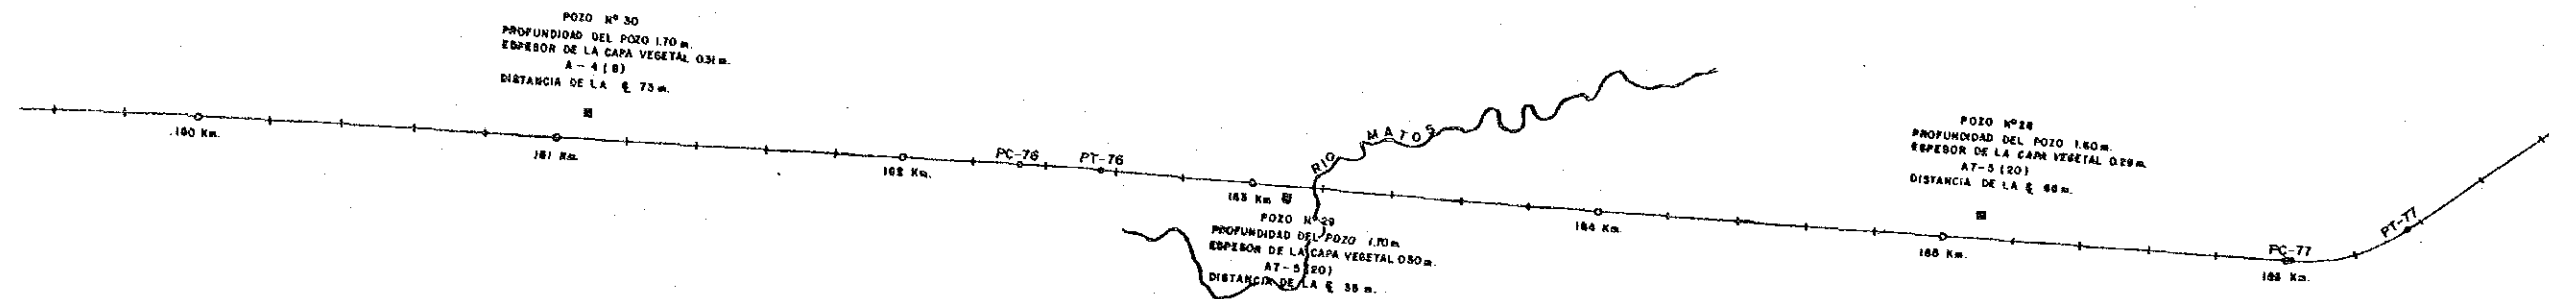 POZO Nº 30
PROFUNDIDAD DEL POZO 1.70 m.
ESPESOR DE LA CAPA VEGETAL 0.31 m.
A - 4 (8)
DISTANCIA DE LA ℄ 73 m.
180 Km.
181 Km.
182 Km.
PC-76
PT-76
183 Km
RIO MATOS
POZO Nº 29
PROFUNDIDAD DEL POZO 1.70 m
ESPESOR DE LA CAPA VEGETAL 0.30 m.
A7-5 (20)
DISTANCIA DE LA ℄ 35 m.
184 Km.
POZO Nº 28
PROFUNDIDAD DEL POZO 1.60 m.
ESPESOR DE LA CAPA VEGETAL 0.29 m.
A7-5 (20)
DISTANCIA DE LA ℄ m.
185 Km.
PC-77
186 Km.
PT-77